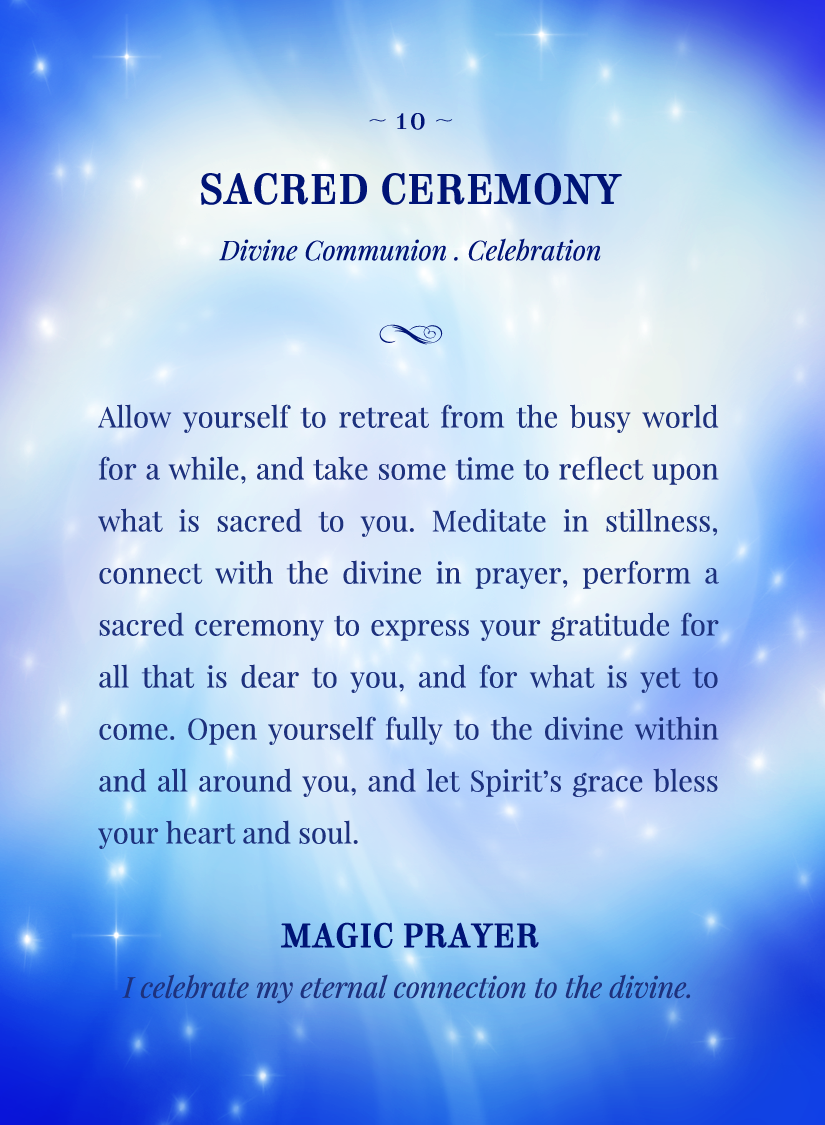 ~ 10 ~
SACRED CEREMONY
Divine Communion . Celebration
Allow yourself to retreat from the busy world
for a while, and take some time to reflect upon
what is sacred to you. Meditate in stillness,
connect with the divine in prayer, perform a
sacred ceremony to express your gratitude for
all that is dear to you, and for what is yet to
come. Open yourself fully to the divine within
and all around you, and let Spirit’s grace bless
your heart and soul.
MAGIC PRAYER
I celebrate my eternal connection to the divine.